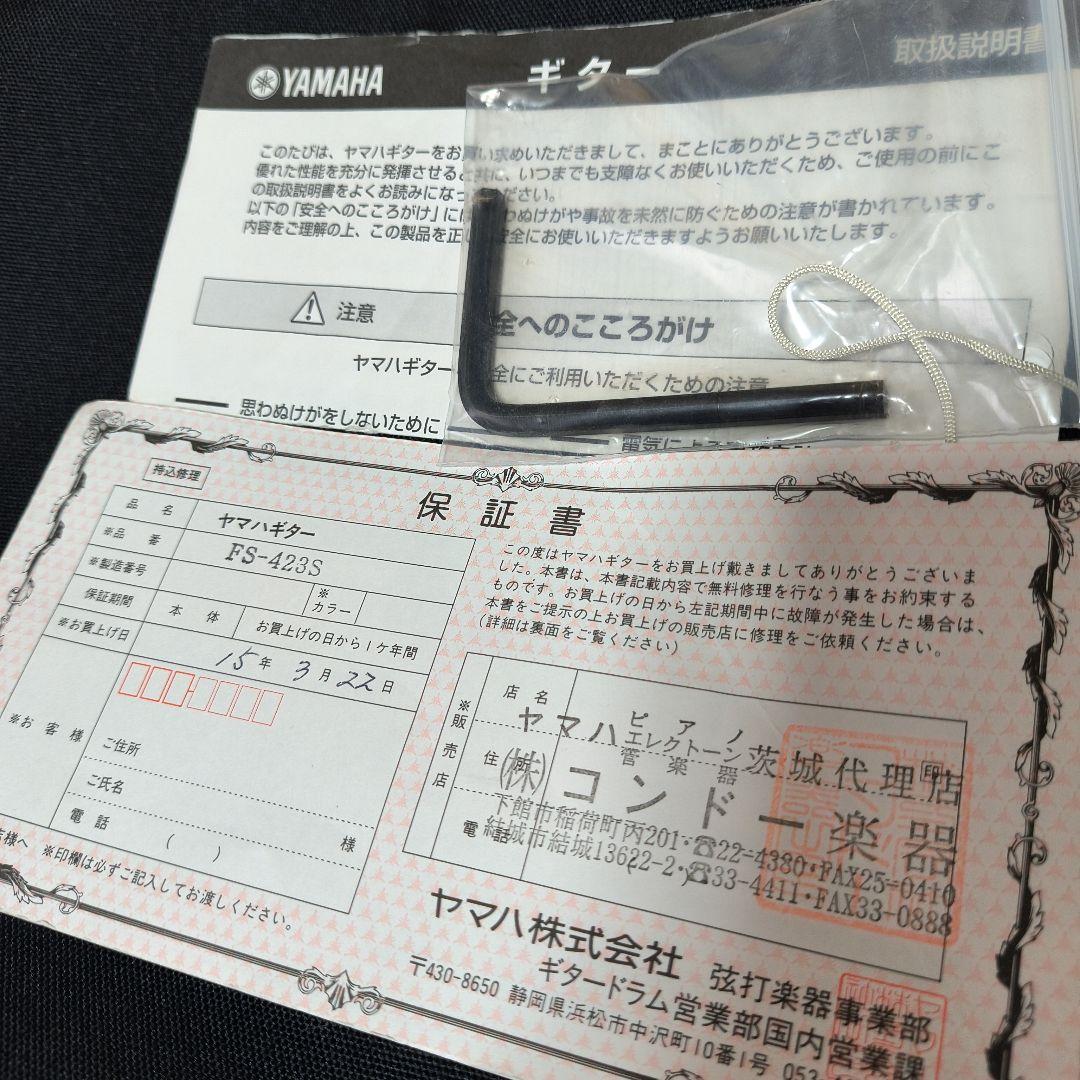 YAMAHA
ギター
取扱説明書
このたびは、ヤマハギターをお買い求めいただきまして、まことにありがとうございます。
優れた性能を充分に発揮させると共に、いつまでも支障なくお使いいただくため、ご使用の前にこ
の取扱説明書をよくお読みになってください。
以下の「安全へのこころがけ」には思わぬけがや事故を未然に防ぐための注意が書かれています。
内容をご理解の上、この製品を正しく安全にお使いいただきますようお願いいたします。
注意
全へのこころがけ
ヤマハギター 全にご利用いただくための注意
思わぬけがをしないために
電気による
持込修理
保証書
品名 ヤマハギター
※品番 FS-423S
※製造番号
※カラー
保証期間 本体 お買上げの日から1ケ年間
※お買上げ日 15年 3月 22日
※お客様
ご住所
ご氏名
様
電話 ( )
店様へ ※印欄は必ずご記入してお渡しください。
この度はヤマハギターをお買上げ戴きましてありがとうございま
した。本書は、本書記載内容で無料修理を行なう事をお約束する
ものです。お買上げの日から左記期間中に故障が発生した場合は、
本書をご提示の上お買上げの販売店に修理をご依頼ください。
(詳細は裏面をご覧ください)
※販売店
店名
住所
電話
印
ヤマハ ピアノ エレクトーン 管楽器 茨城代理店
(株)コンドー楽器
下館市稲荷町丙201・☎22-4380・FAX25-0410
結城市結城13622-2・☎33-4411・FAX33-0888
ヤマハ株式会社 弦打楽器事業部
ギタードラム営業部国内営業課
〒430-8650 静岡県浜松市中沢町10番1号 053